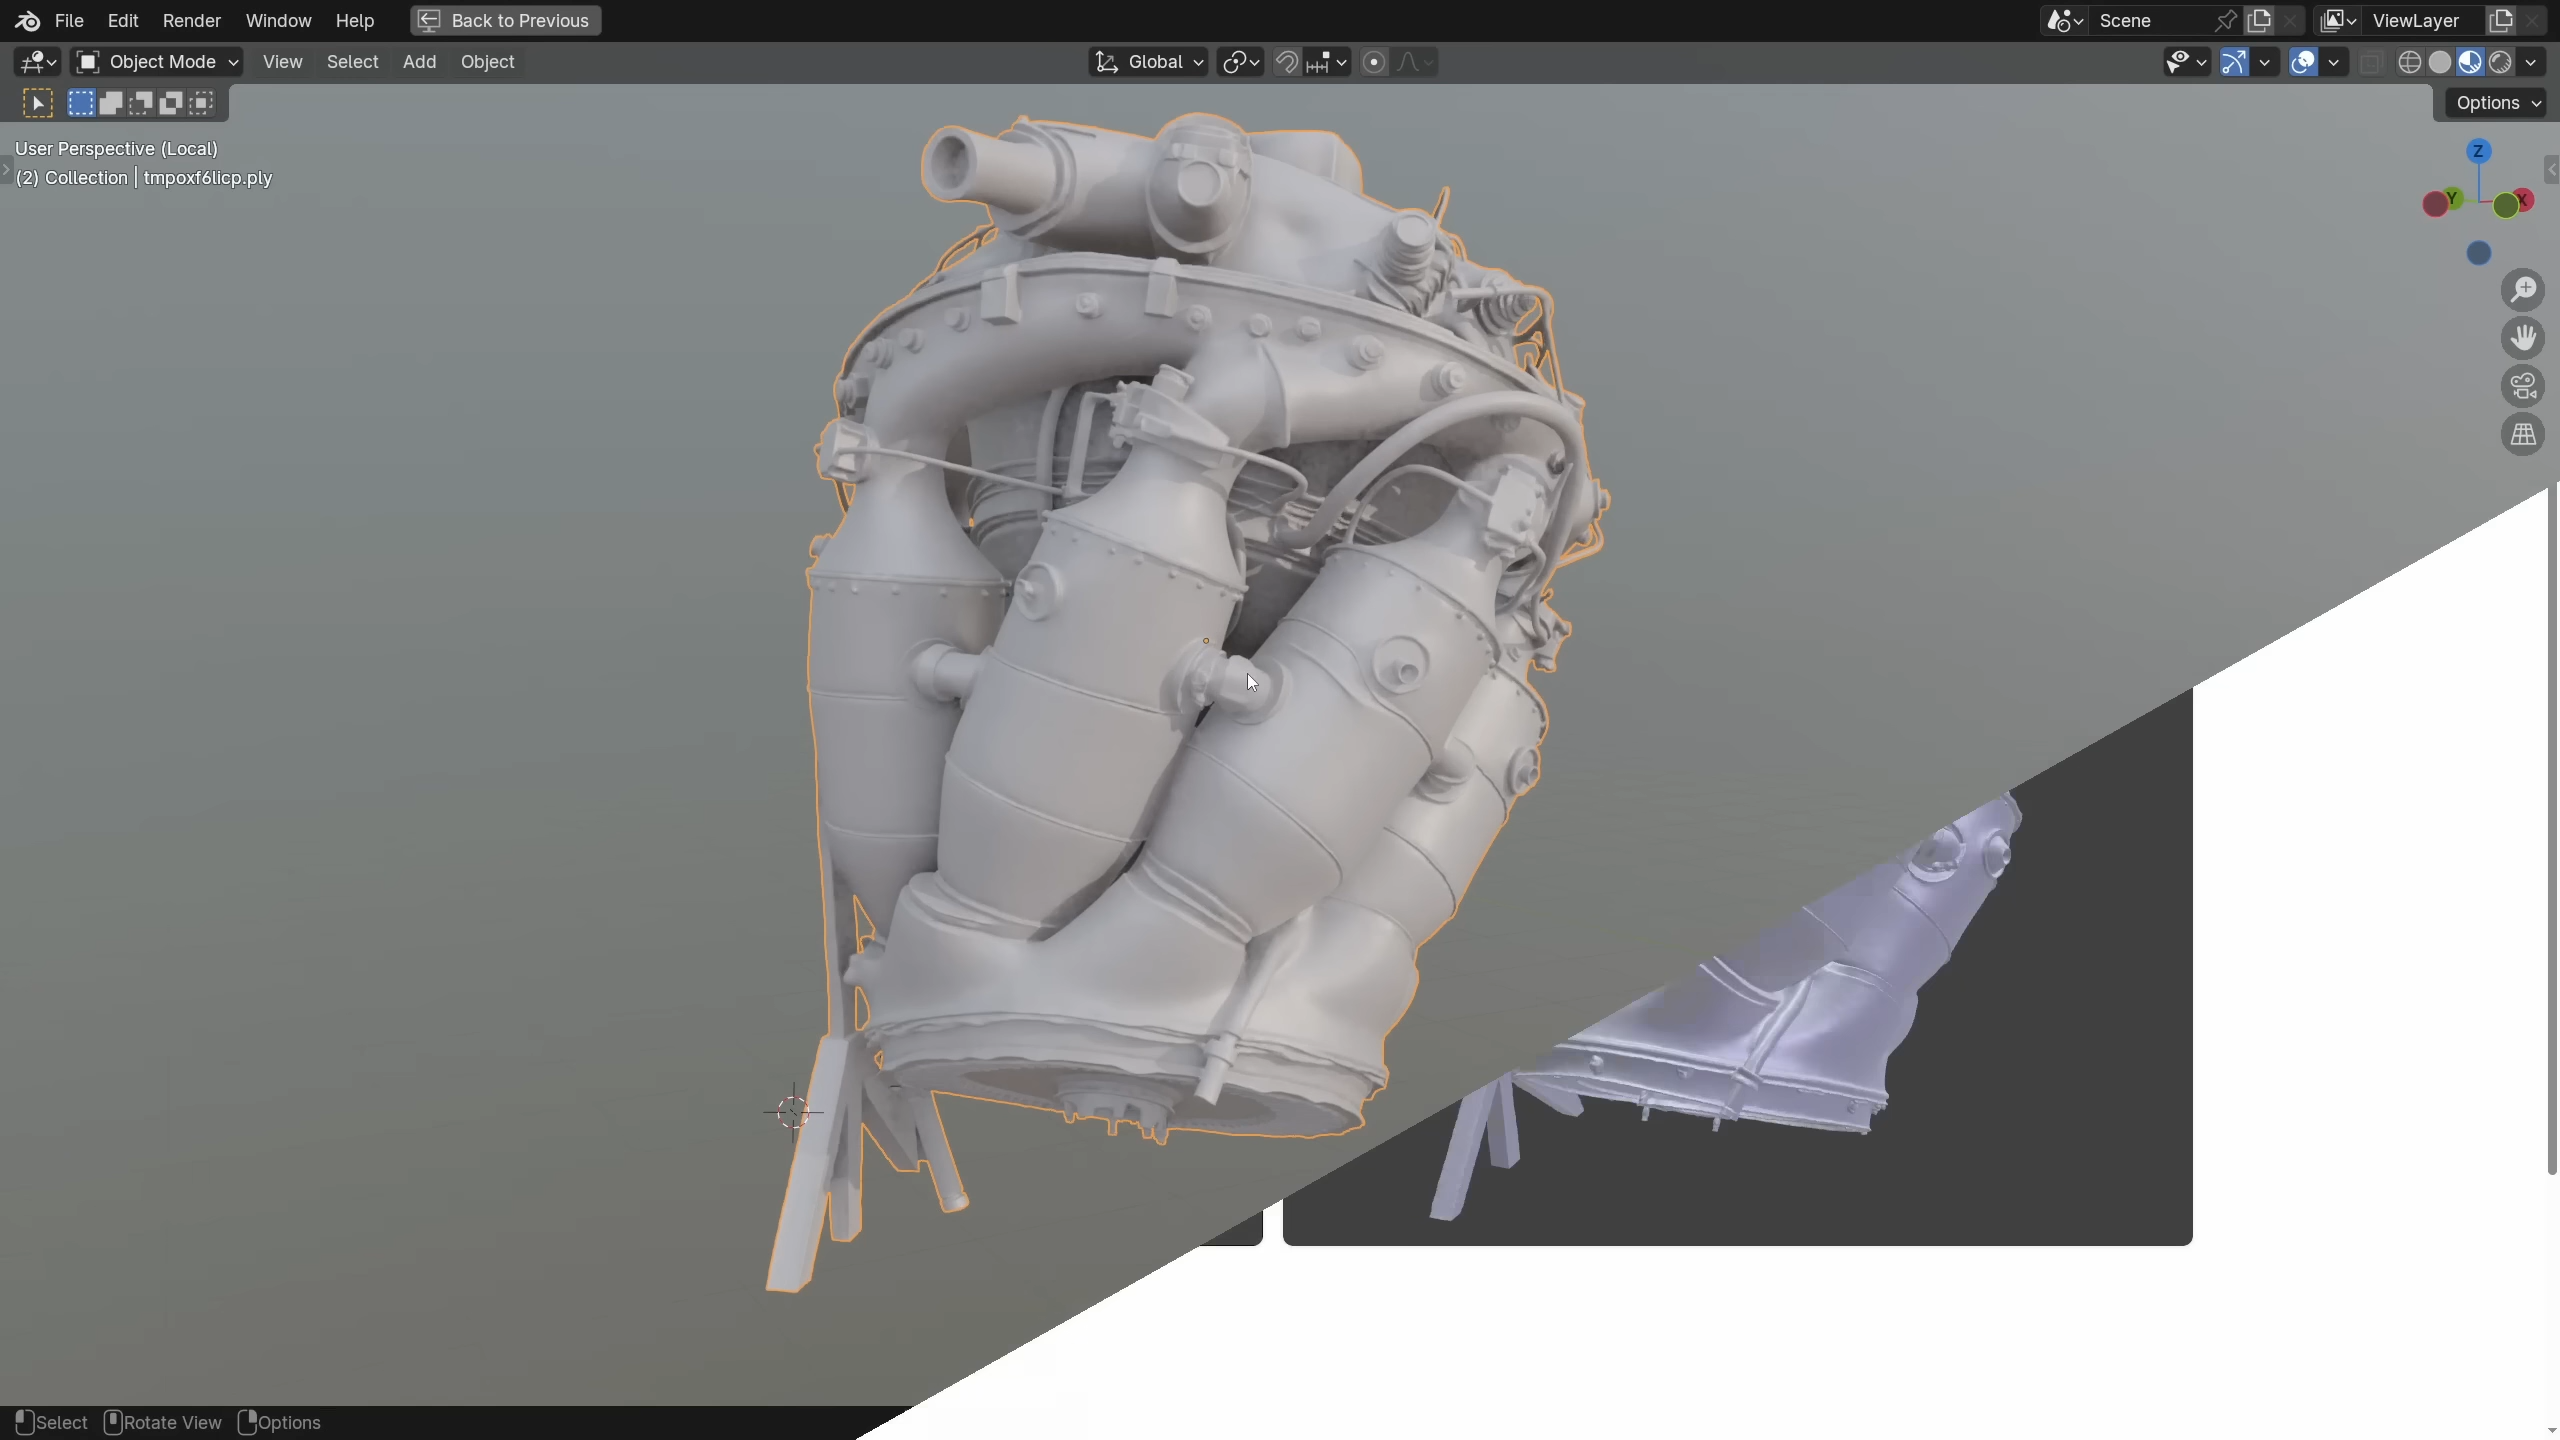 File Edit Render Window Help Back to Previous Scene ViewLayer
Object Mode View Select Add Object Global
Options
User Perspective (Local)
(2) Collection | tmpoxf6licp.ply
Z
Y X
Select Rotate View Options